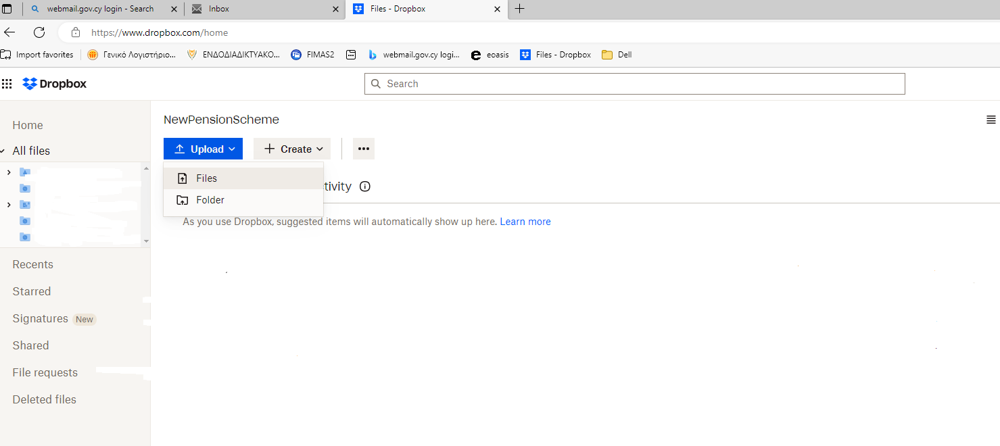 webmail.gov.cy login - Search
Inbox
Files - Dropbox
https://www.dropbox.com/home
Import favorites
Γενικό Λογιστήριο...
ΕΝΔΟΔΙΑΔΙΚΤΥΑΚΟ...
FIMAS2
webmail.gov.cy logi...
eoasis
Files - Dropbox
Dell
Dropbox
Search
Home
All files
Recents
Starred
Signatures New
Shared
File requests
Deleted files
NewPensionScheme
Upload
Create
Files
Folder
tivity
As you use Dropbox, suggested items will automatically show up here. Learn more